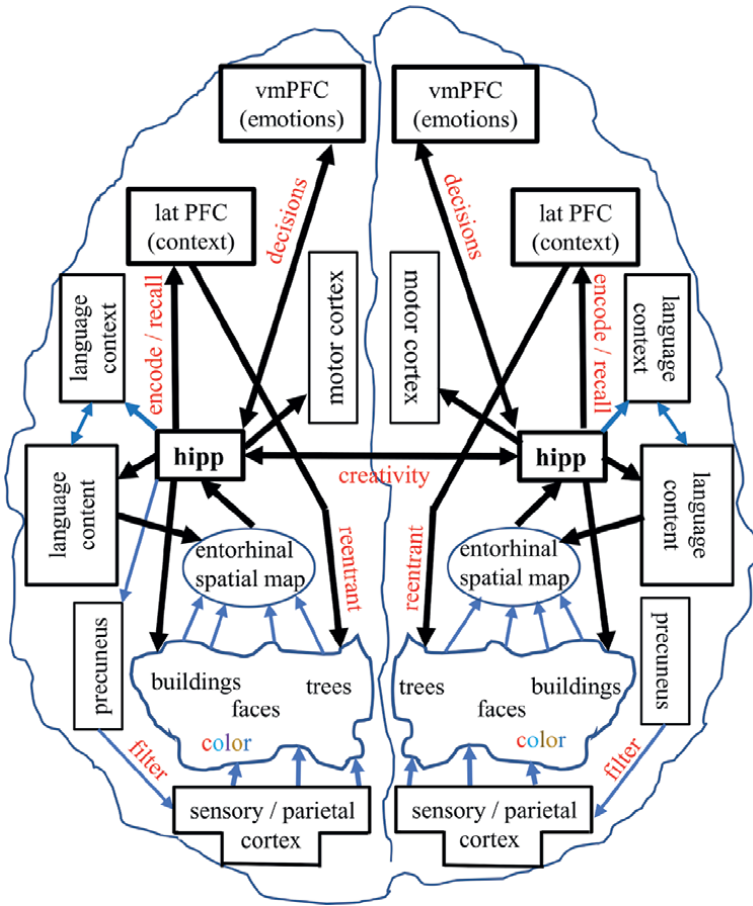 vmPFC
(emotions)
vmPFC
(emotions)
decisions
decisions
lat PFC
(context)
lat PFC
(context)
language
context
encode / recall
motor cortex
motor cortex
encode / recall
language
context
hipp
creativity
hipp
language
content
language
content
entorhinal
spatial map
reentrant
reentrant
entorhinal
spatial map
precuneus
precuneus
buildings
faces
trees
color
trees
faces
buildings
color
filter
filter
sensory / parietal
cortex
sensory / parietal
cortex